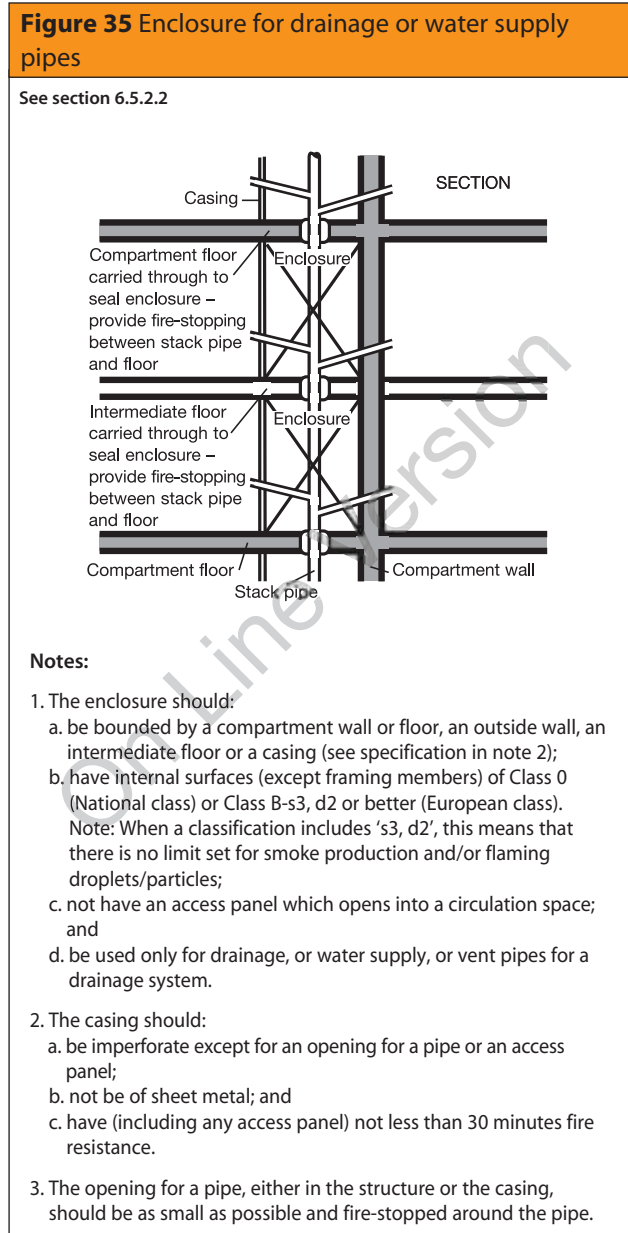 Figure 35 Enclosure for drainage or water supply
pipes
See section 6.5.2.2
SECTION
Casing
Compartment floor
carried through to
seal enclosure –
provide fire-stopping
between stack pipe
and floor
Enclosure
Intermediate floor
carried through to
seal enclosure –
provide fire-stopping
between stack pipe
and floor
Enclosure
Compartment floor
Stack pipe
Compartment wall
On Line Version
Notes:
1. The enclosure should:
a. be bounded by a compartment wall or floor, an outside wall, an
intermediate floor or a casing (see specification in note 2);
b. have internal surfaces (except framing members) of Class 0
(National class) or Class B-s3, d2 or better (European class).
Note: When a classification includes ‘s3, d2’, this means that
there is no limit set for smoke production and/or flaming
droplets/particles;
c. not have an access panel which opens into a circulation space;
and
d. be used only for drainage, or water supply, or vent pipes for a
drainage system.
2. The casing should:
a. be imperforate except for an opening for a pipe or an access
panel;
b. not be of sheet metal; and
c. have (including any access panel) not less than 30 minutes fire
resistance.
3. The opening for a pipe, either in the structure or the casing,
should be as small as possible and fire-stopped around the pipe.